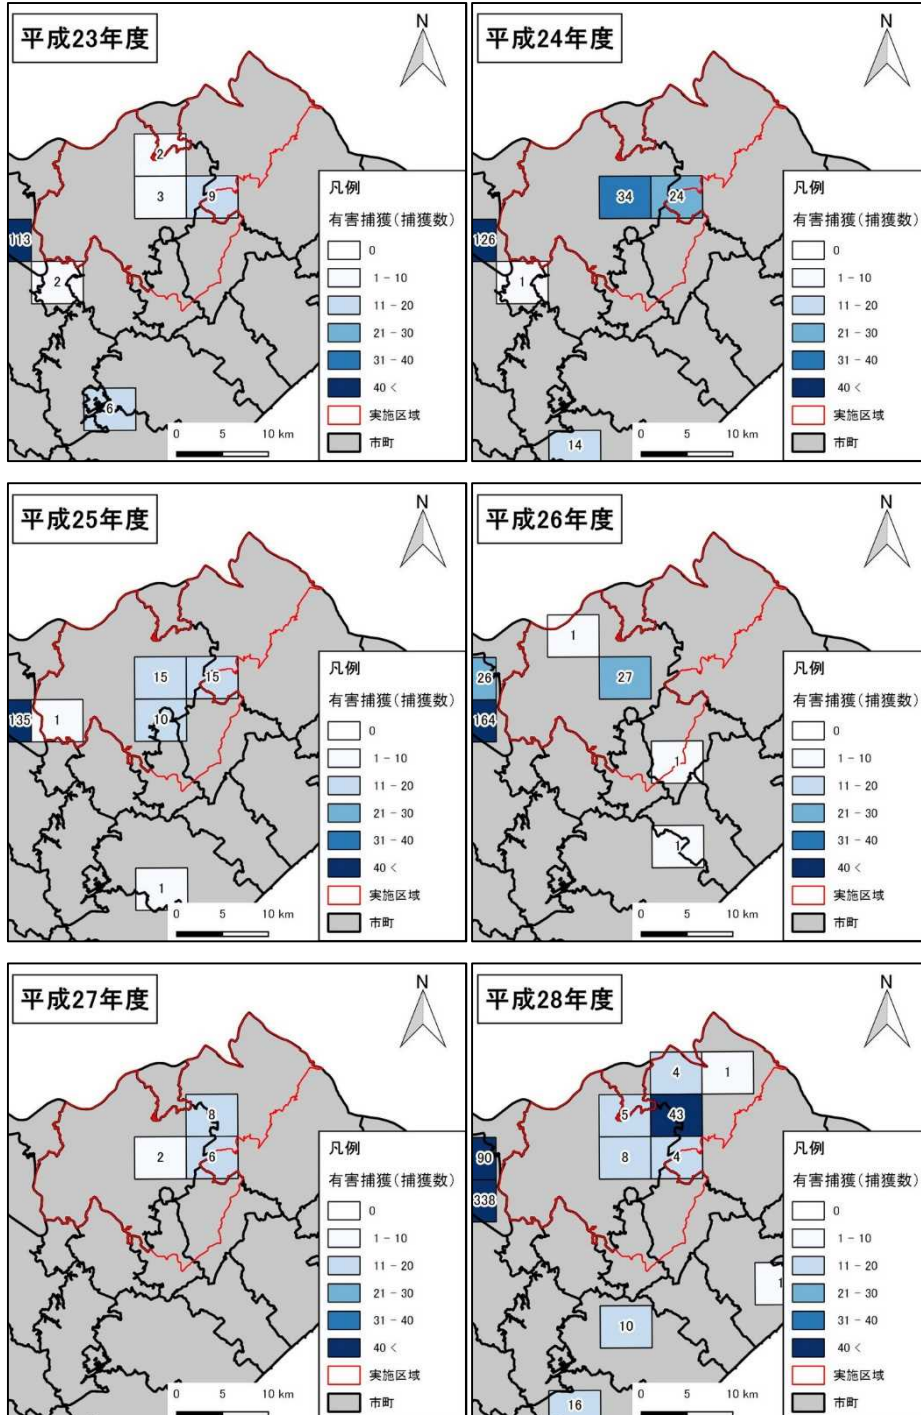 平成23年度
N
2
3
9
113
2
6
凡例
有害捕獲(捕獲数)
0
1 - 10
11 - 20
21 - 30
31 - 40
40 <
実施区域
市町
0 5 10 km
平成24年度
N
34
24
126
1
14
凡例
有害捕獲(捕獲数)
0
1 - 10
11 - 20
21 - 30
31 - 40
40 <
実施区域
市町
0 5 10 km
平成25年度
N
15
15
135
1
10
1
凡例
有害捕獲(捕獲数)
0
1 - 10
11 - 20
21 - 30
31 - 40
40 <
実施区域
市町
0 5 10 km
平成26年度
N
1
26
27
164
1
1
凡例
有害捕獲(捕獲数)
0
1 - 10
11 - 20
21 - 30
31 - 40
40 <
実施区域
市町
0 5 10 km
平成27年度
N
8
2
6
凡例
有害捕獲(捕獲数)
0
1 - 10
11 - 20
21 - 30
31 - 40
40 <
実施区域
市町
0 5 10 km
平成28年度
N
4
1
5
43
90
8
4
338
1
10
16
凡例
有害捕獲(捕獲数)
0
1 - 10
11 - 20
21 - 30
31 - 40
40 <
実施区域
市町
0 5 10 km